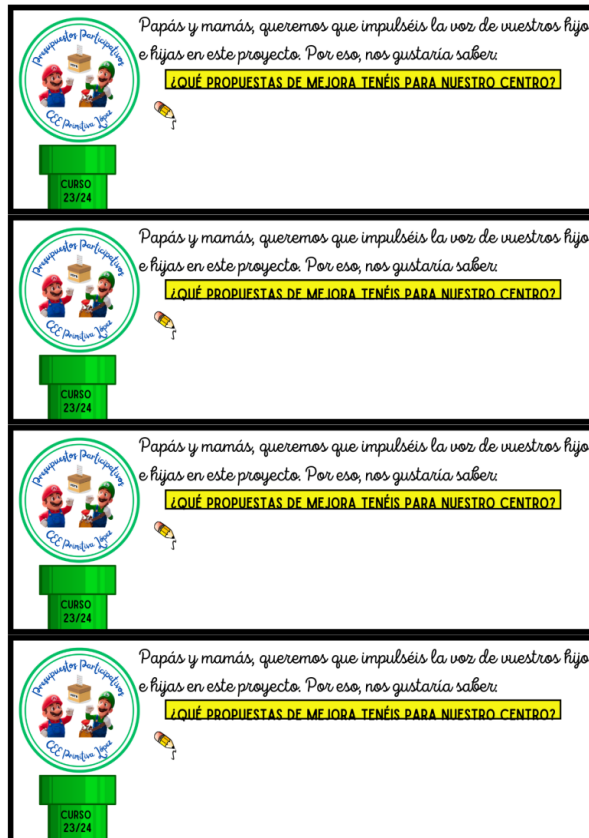 Presupuestos Participativos
CEE Primitiva López
CURSO
23/24
Papás y mamás, queremos que impulséis la voz de vuestros hijo
e hijas en este proyecto. Por eso, nos gustaría saber:
¿QUÉ PROPUESTAS DE MEJORA TENÉIS PARA NUESTRO CENTRO?
Presupuestos Participativos
CEE Primitiva López
CURSO
23/24
Papás y mamás, queremos que impulséis la voz de vuestros hijo
e hijas en este proyecto. Por eso, nos gustaría saber:
¿QUÉ PROPUESTAS DE MEJORA TENÉIS PARA NUESTRO CENTRO?
Presupuestos Participativos
CEE Primitiva López
CURSO
23/24
Papás y mamás, queremos que impulséis la voz de vuestros hijo
e hijas en este proyecto. Por eso, nos gustaría saber:
¿QUÉ PROPUESTAS DE MEJORA TENÉIS PARA NUESTRO CENTRO?
Presupuestos Participativos
CEE Primitiva López
CURSO
23/24
Papás y mamás, queremos que impulséis la voz de vuestros hijo
e hijas en este proyecto. Por eso, nos gustaría saber:
¿QUÉ PROPUESTAS DE MEJORA TENÉIS PARA NUESTRO CENTRO?